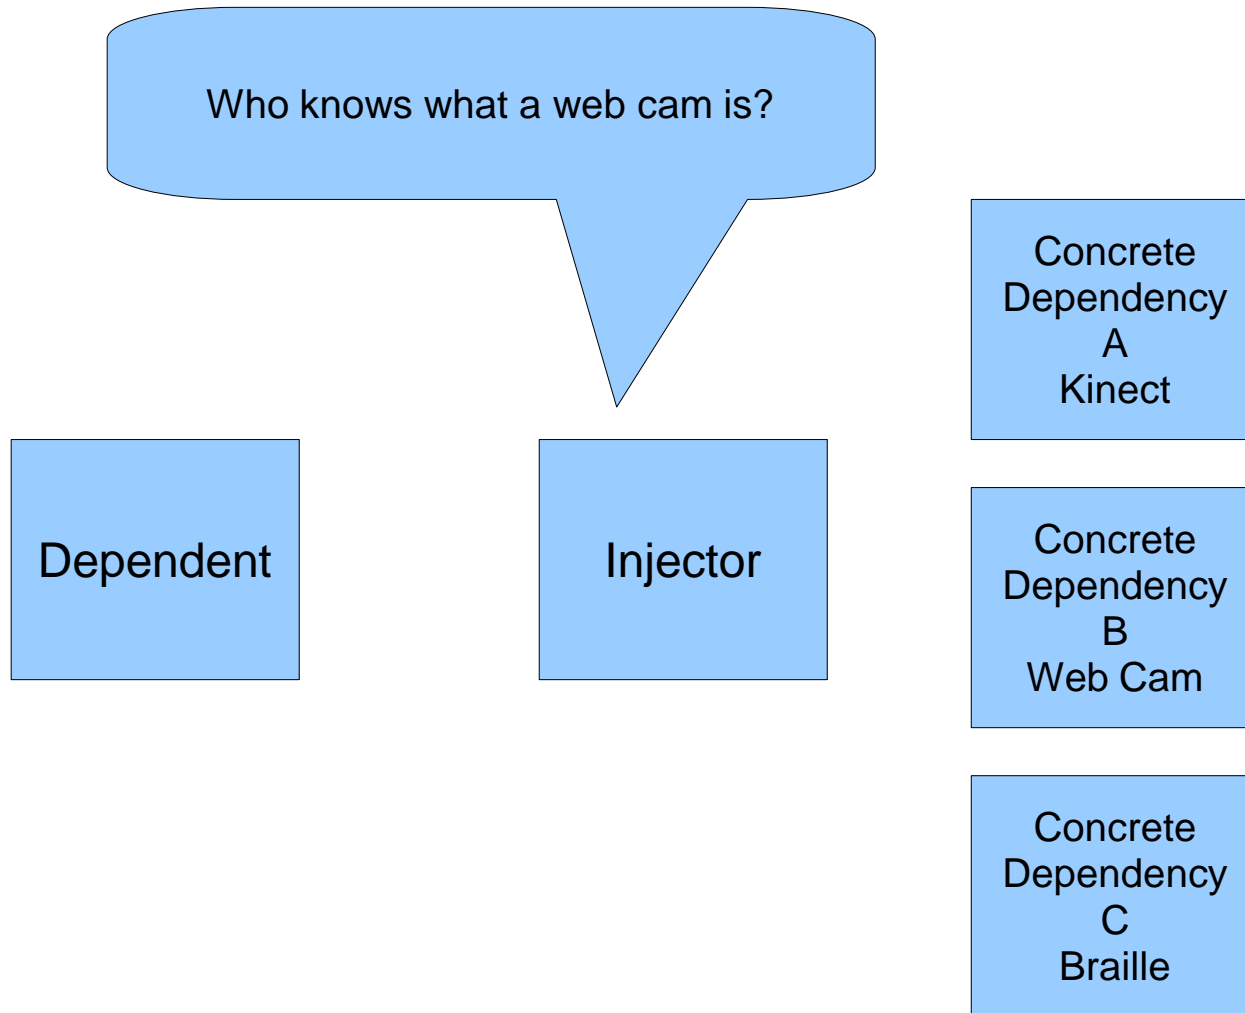 Who knows what a web cam is?
Concrete
Dependency
A
Kinect
Dependent
Injector
Concrete
Dependency
B
Web Cam
Concrete
Dependency
C
Braille